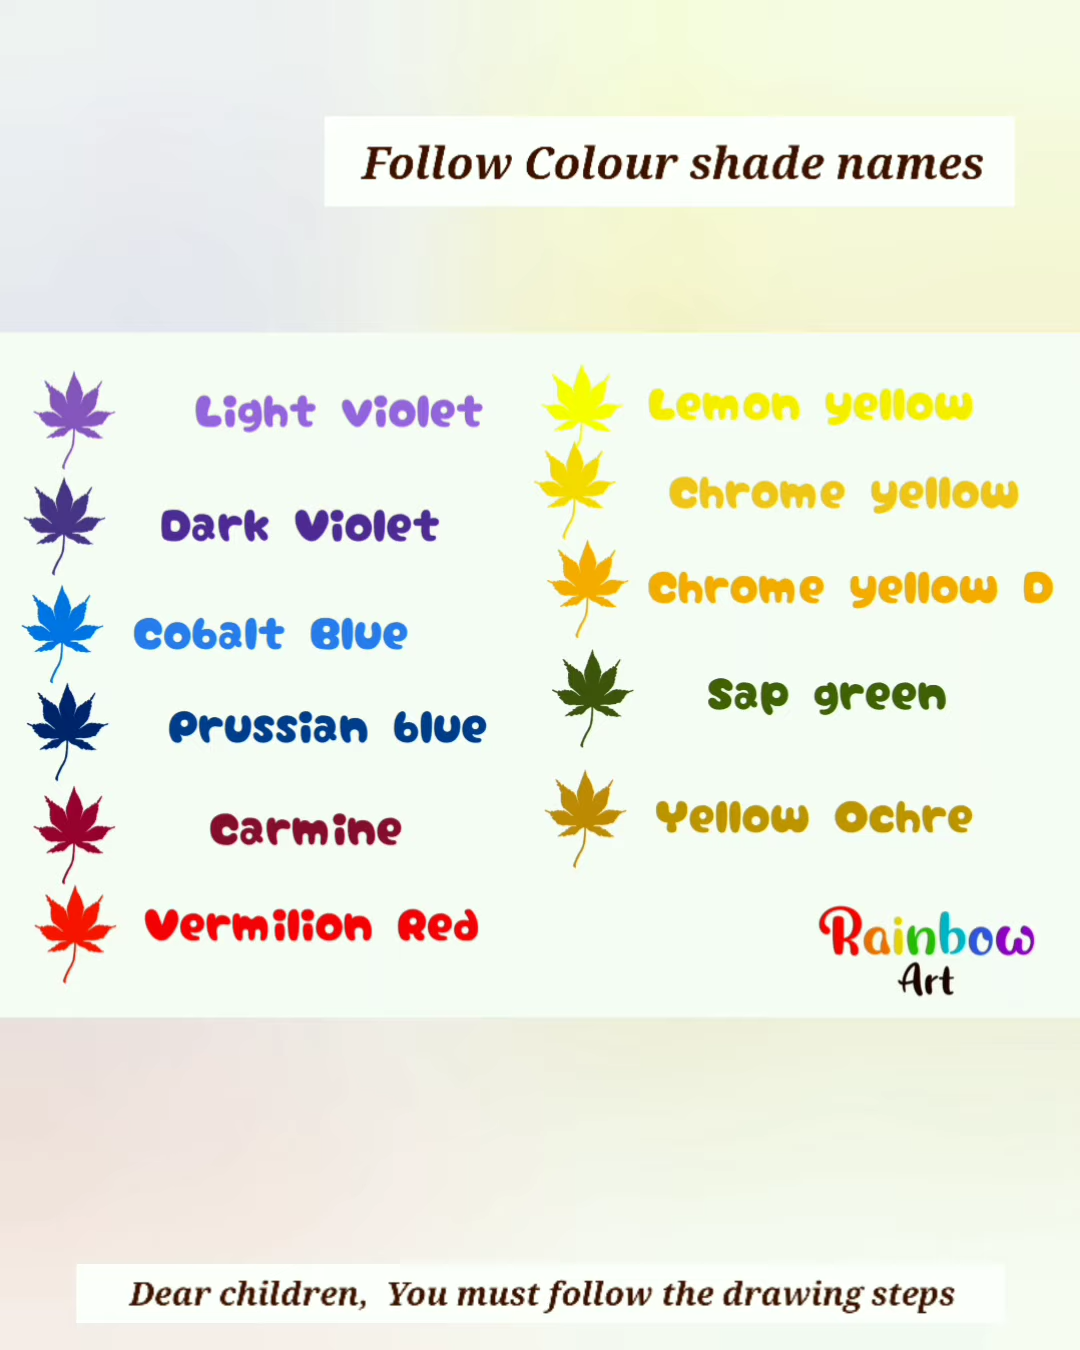 Follow Colour shade names
Light violet
Dark Violet
Cobalt Blue
Prussian blue
Carmine
Vermilion Red
Lemon yellow
Chrome yellow
Chrome yellow D
Sap green
Yellow Ochre
Rainbow
Art
Dear children, You must follow the drawing steps